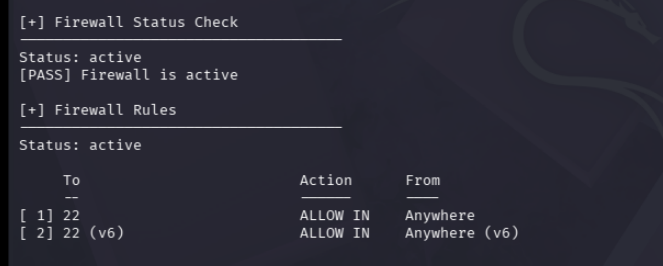 [+] Firewall Status Check
Status: active
[PASS] Firewall is active
[+] Firewall Rules
Status: active
To Action From
-- ------ ----
[ 1] 22 ALLOW IN Anywhere
[ 2] 22 (v6) ALLOW IN Anywhere (v6)